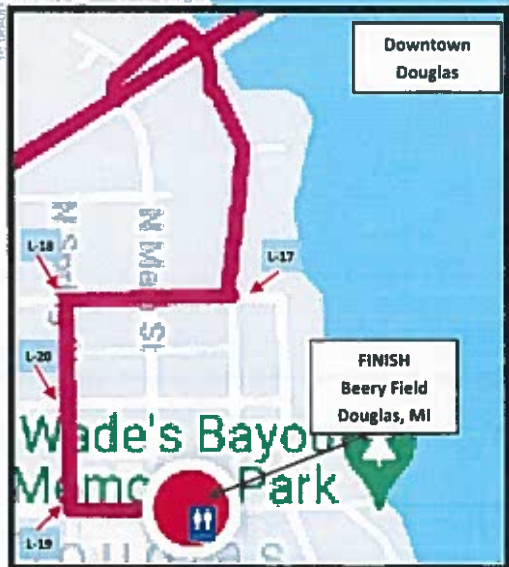 Downtown
Douglas
L-18
L-17
L-20
FINISH
Beery Field
Douglas, MI
Wade's Bayou
Park
L-19